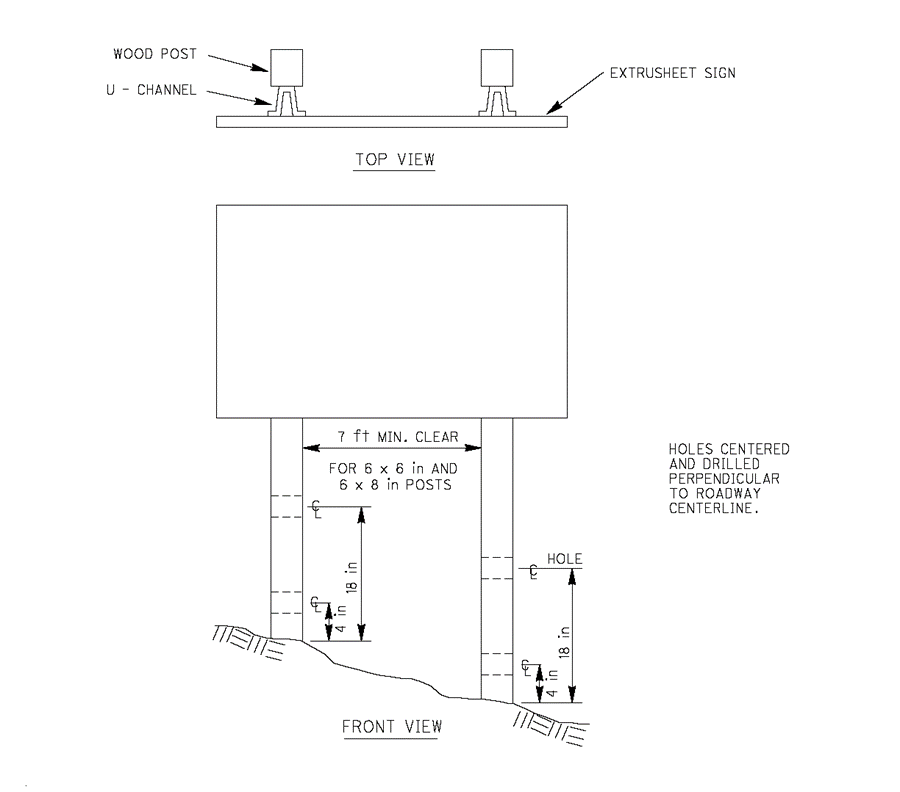 WOOD POST
U - CHANNEL
EXTRUSHEET SIGN
TOP VIEW
7 ft MIN. CLEAR
FOR 6 x 6 in AND
6 x 8 in POSTS
HOLES CENTERED
AND DRILLED
PERPENDICULAR
TO ROADWAY
CENTERLINE.
℄
18 in
℄
4 in
HOLE
℄
18 in
℄
4 in
FRONT VIEW